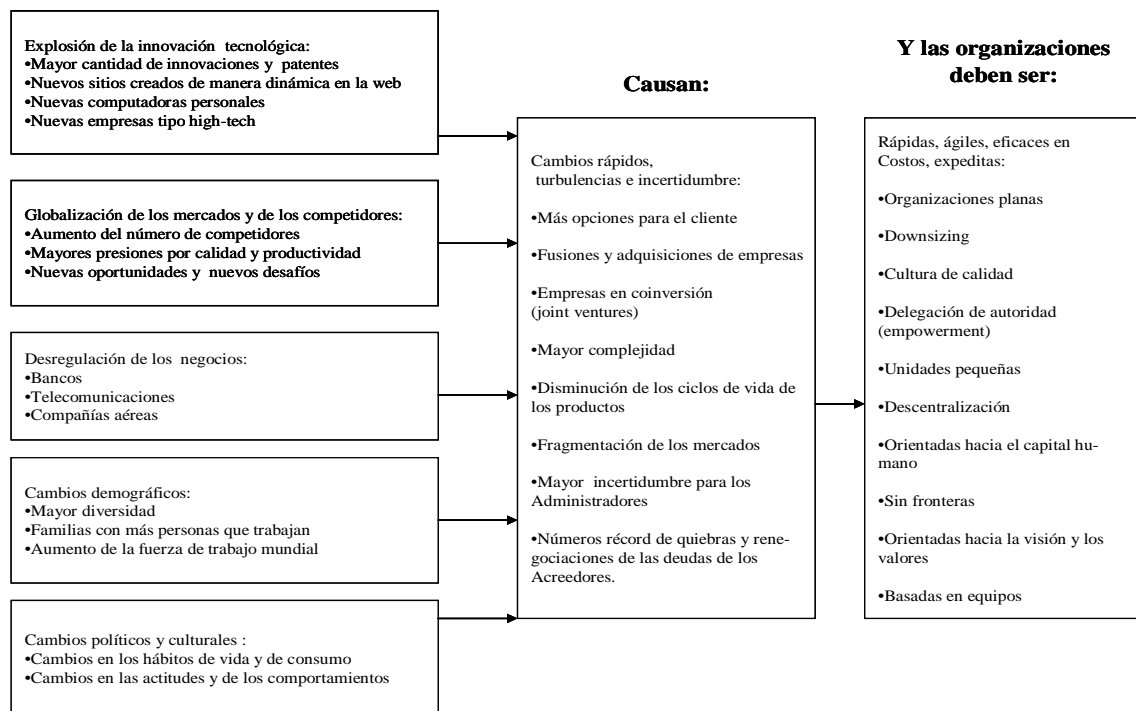 Explosión de la innovación tecnológica:
•Mayor cantidad de innovaciones y patentes
•Nuevos sitios creados de manera dinámica en la web
•Nuevas computadoras personales
•Nuevas empresas tipo high-tech
Globalización de los mercados y de los competidores:
•Aumento del número de competidores
•Mayores presiones por calidad y productividad
•Nuevas oportunidades y nuevos desafíos
Desregulación de los negocios:
•Bancos
•Telecomunicaciones
•Compañías aéreas
Cambios demográficos:
•Mayor diversidad
•Familias con más personas que trabajan
•Aumento de la fuerza de trabajo mundial
Cambios políticos y culturales :
•Cambios en los hábitos de vida y de consumo
•Cambios en las actitudes y de los comportamientos
Causan:
Cambios rápidos,
turbulencias e incertidumbre:
•Más opciones para el cliente
•Fusiones y adquisiciones de empresas
•Empresas en coinversión
(joint ventures)
•Mayor complejidad
•Disminución de los ciclos de vida de
los productos
•Fragmentación de los mercados
•Mayor incertidumbre para los
Administradores
•Números récord de quiebras y rene-
gociaciones de las deudas de los
Acreedores.
Y las organizaciones
deben ser:
Rápidas, ágiles, eficaces en
Costos, expeditas:
•Organizaciones planas
•Downsizing
•Cultura de calidad
•Delegación de autoridad
(empowerment)
•Unidades pequeñas
•Descentralización
•Orientadas hacia el capital hu-
mano
•Sin fronteras
•Orientadas hacia la visión y los
valores
•Basadas en equipos